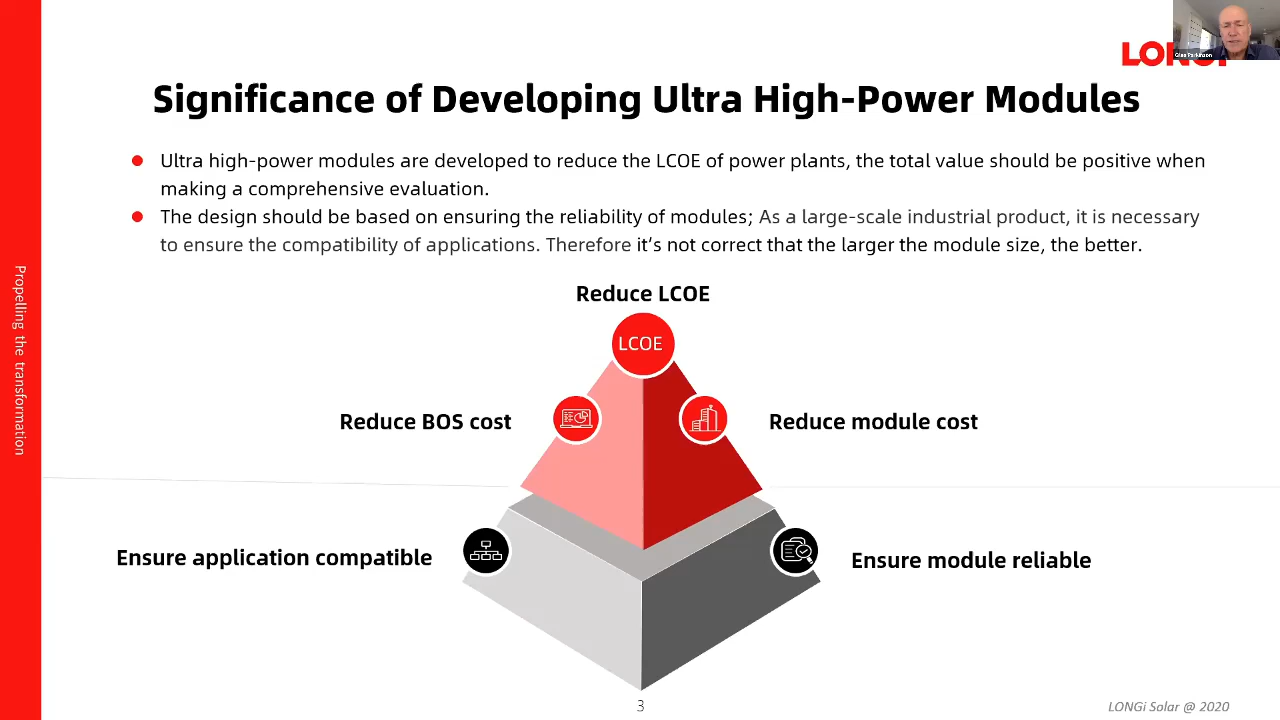 LONGi
Giles Parkinson
Significance of Developing Ultra High-Power Modules
Ultra high-power modules are developed to reduce the LCOE of power plants, the total value should be positive when
making a comprehensive evaluation.
The design should be based on ensuring the reliability of modules; As a large-scale industrial product, it is necessary
to ensure the compatibility of applications. Therefore it’s not correct that the larger the module size, the better.
Propelling the transformation
Reduce LCOE
LCOE
Reduce BOS cost
Reduce module cost
Ensure application compatible
Ensure module reliable
3
LONGi Solar @ 2020